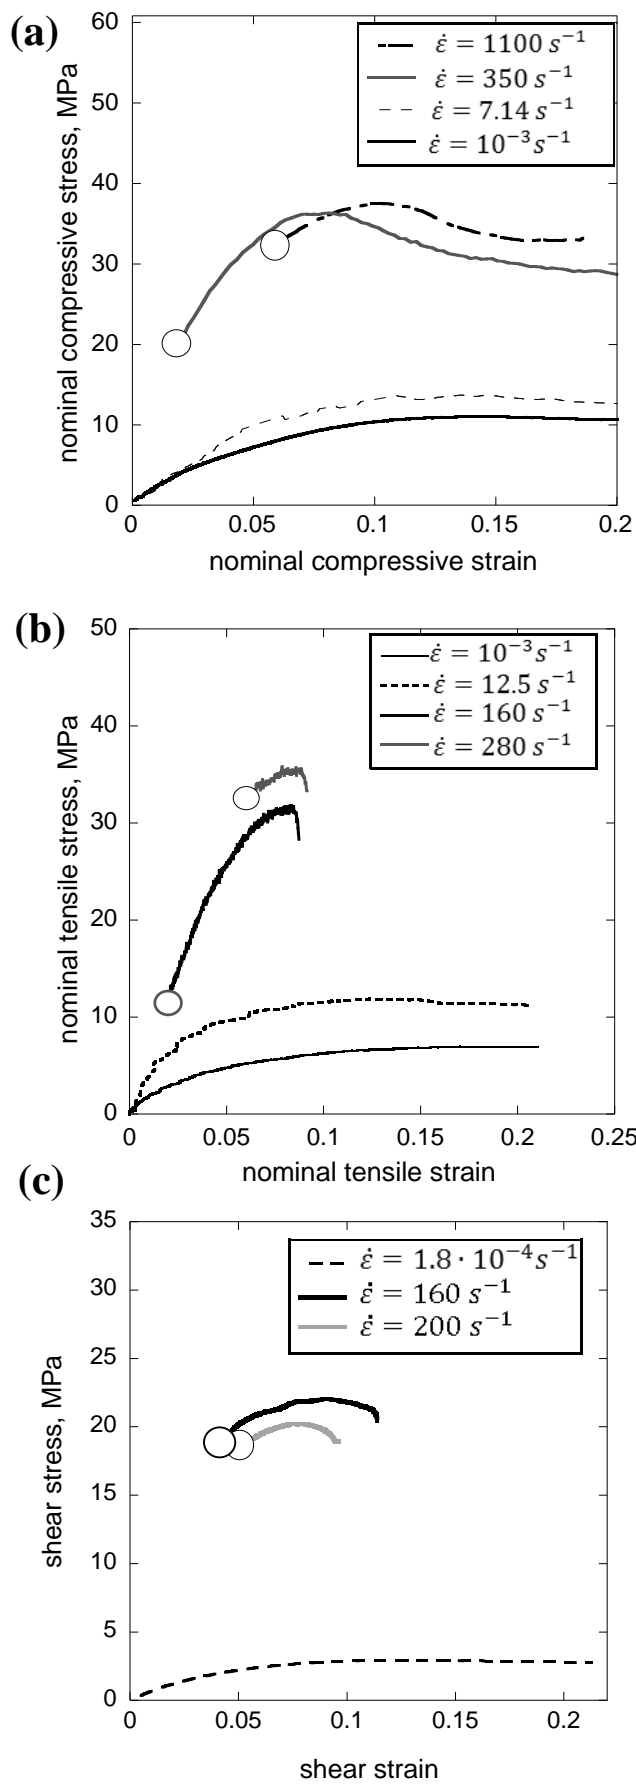 (a)
60
50
40
30
20
10
0
nominal compressive stress, MPa
ε̇ = 1100 s⁻¹
ε̇ = 350 s⁻¹
ε̇ = 7.14 s⁻¹
ε̇ = 10⁻³s⁻¹
0 0.05 0.1 0.15 0.2
nominal compressive strain
(b)
50
40
30
20
10
0
nominal tensile stress, MPa
ε̇ = 10⁻³s⁻¹
ε̇ = 12.5 s⁻¹
ε̇ = 160 s⁻¹
ε̇ = 280 s⁻¹
0 0.05 0.1 0.15 0.2 0.25
nominal tensile strain
(c)
35
30
25
20
15
10
5
0
shear stress, MPa
ε̇ = 1.8 · 10⁻⁴s⁻¹
ε̇ = 160 s⁻¹
ε̇ = 200 s⁻¹
0 0.05 0.1 0.15 0.2
shear strain